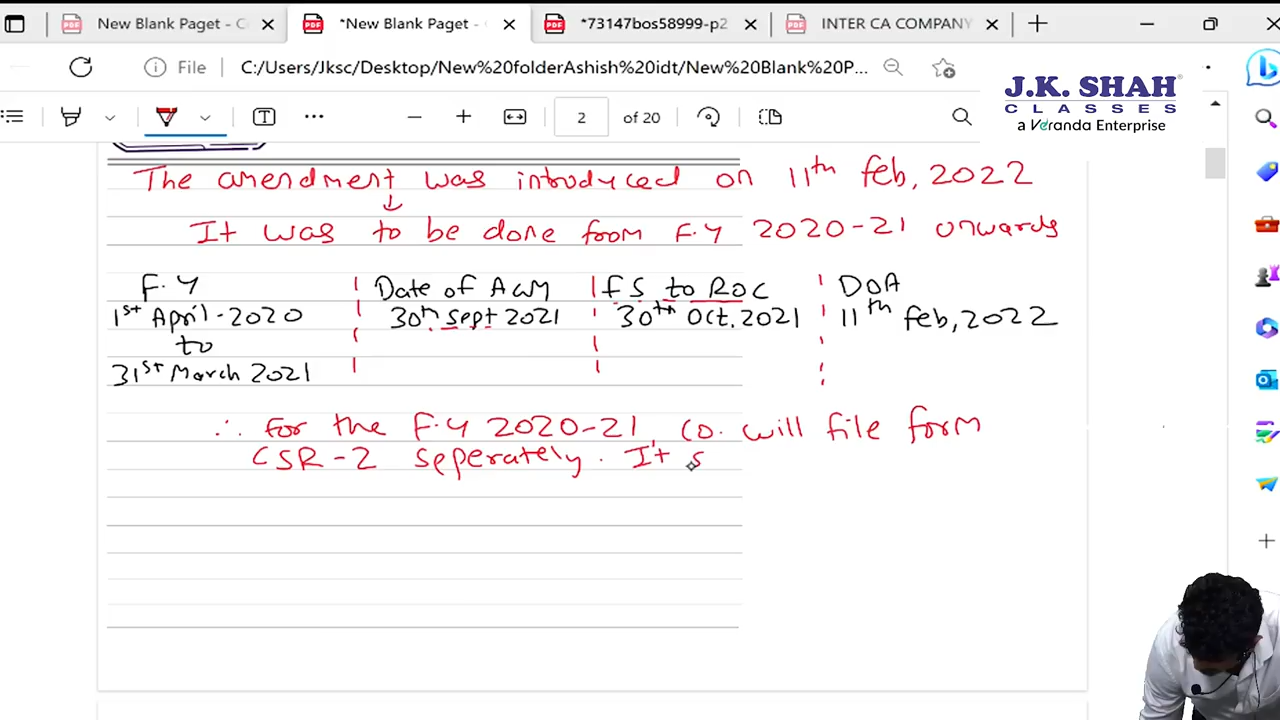 New Blank Paget - C
*New Blank Paget -
*73147bos58999-p2
INTER CA COMPANY
File
C:/Users/Jksc/Desktop/New%20folderAshish%20idt/New%20Blank%20P...
J.K. SHAH
CLASSES
a Veranda Enterprise
2 of 20
The amendment was introduced on 11th feb, 2022
It was to be done from F.Y 2020-21 onwards
F.Y Date of AGM FS to ROC DOA
1st April-2020 30th Sept 2021 30th Oct, 2021 11th feb, 2022
to
31st March 2021
∴ For the F.Y 2020-21, Co. will file form
CSR-2 seperately. It s